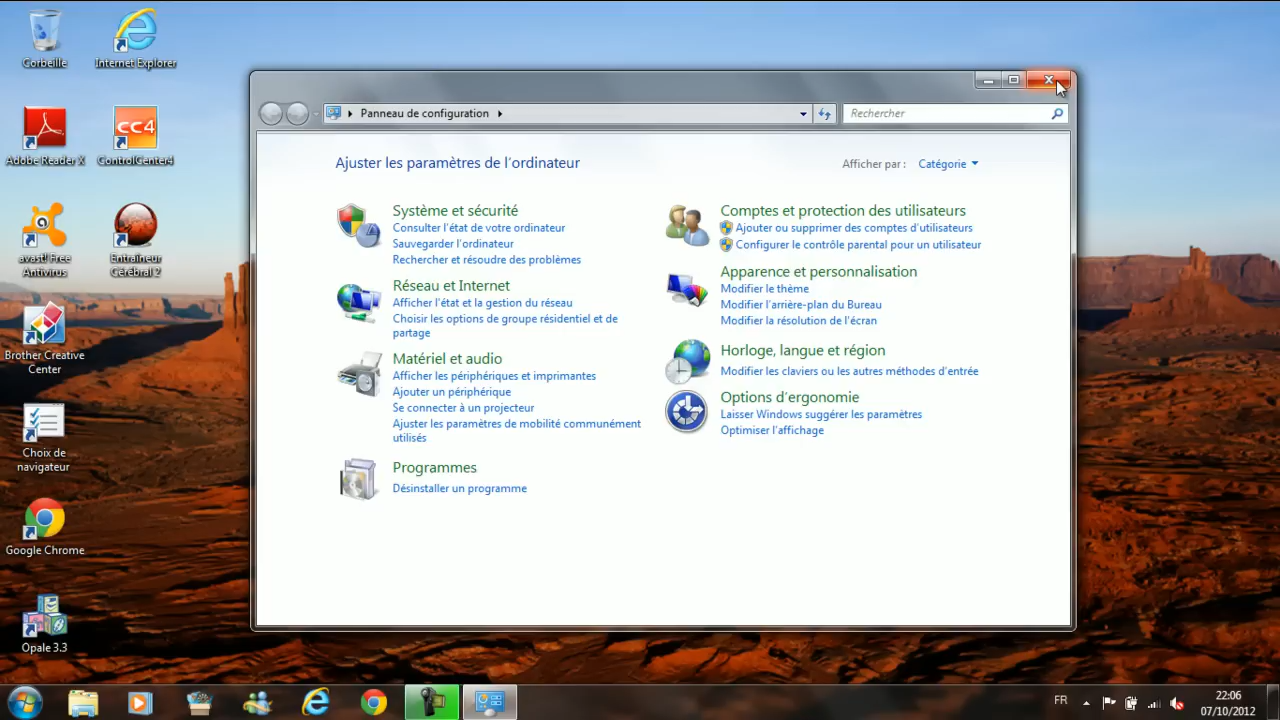 Corbeille
Internet Explorer
Adobe Reader X
ControlCenter4
avast! Free
Antivirus
Entraineur
Cérébral 2
Brother Creative
Center
Choix de
navigateur
Google Chrome
Opale 3.3
Panneau de configuration
Rechercher
Ajuster les paramètres de l'ordinateur
Afficher par :
Catégorie
Système et sécurité
Consulter l'état de votre ordinateur
Sauvegarder l'ordinateur
Rechercher et résoudre des problèmes
Réseau et Internet
Afficher l'état et la gestion du réseau
Choisir les options de groupe résidentiel et de
partage
Matériel et audio
Afficher les périphériques et imprimantes
Ajouter un périphérique
Se connecter à un projecteur
Ajuster les paramètres de mobilité communément
utilisés
Programmes
Désinstaller un programme
Comptes et protection des utilisateurs
Ajouter ou supprimer des comptes d'utilisateurs
Configurer le contrôle parental pour un utilisateur
Apparence et personnalisation
Modifier le thème
Modifier l'arrière-plan du Bureau
Modifier la résolution de l'écran
Horloge, langue et région
Modifier les claviers ou les autres méthodes d'entrée
Options d'ergonomie
Laisser Windows suggérer les paramètres
Optimiser l'affichage
FR
22:06
07/10/2012